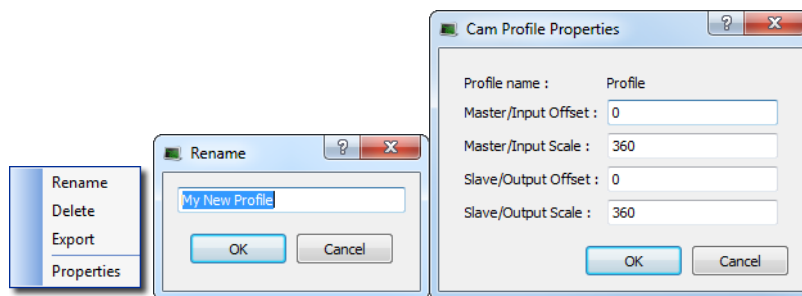 Rename
Delete
Export
Properties
Rename
My New Profile
OK Cancel
Cam Profile Properties
Profile name : Profile
Master/Input Offset : 0
Master/Input Scale : 360
Slave/Output Offset : 0
Slave/Output Scale : 360
OK Cancel